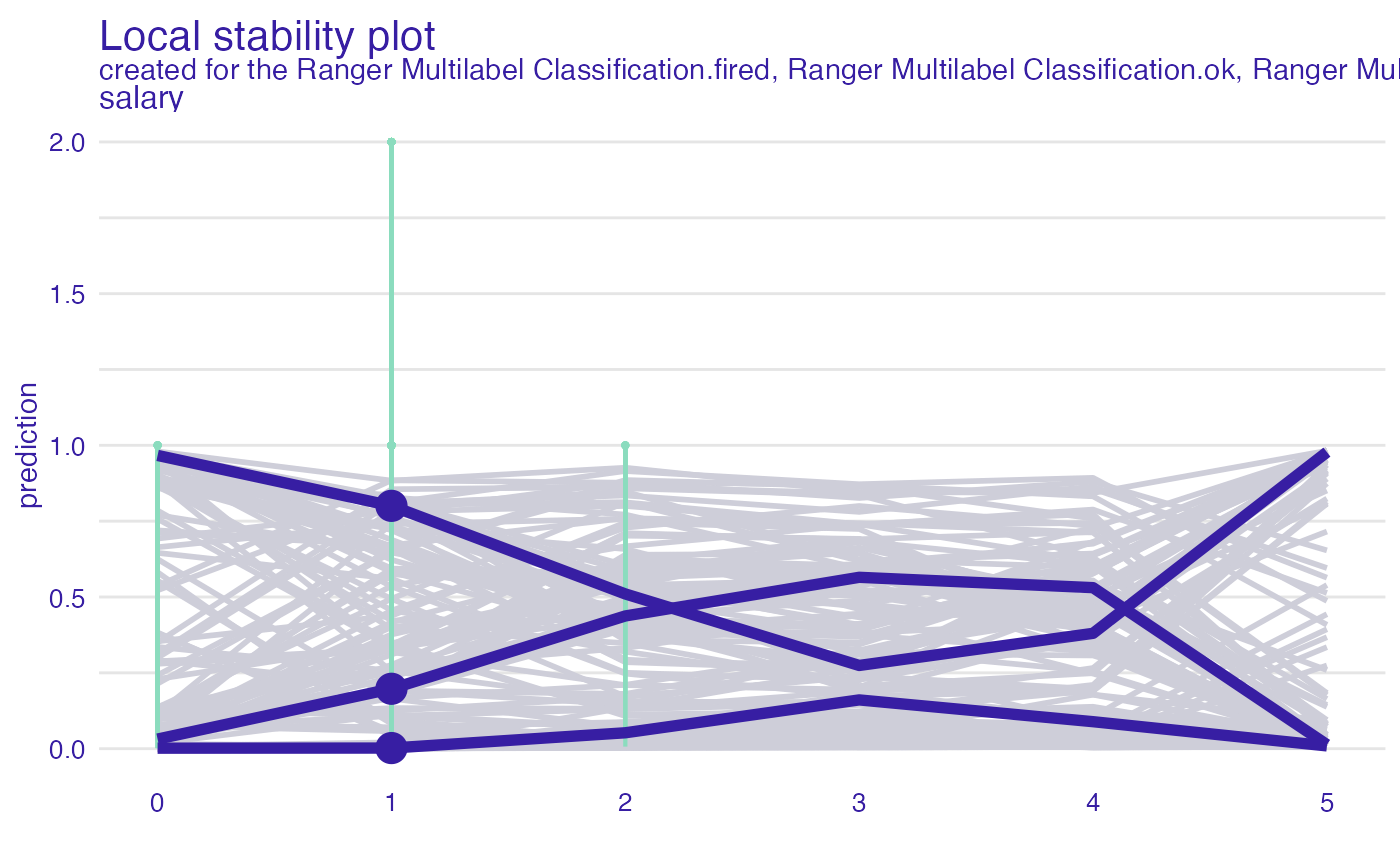 Local stability plot
created for the Ranger Multilabel Classification.fired, Ranger Multilabel Classification.ok, Ranger Mul
salary
2.0
1.5
1.0
0.5
0.0
prediction
0 1 2 3 4 5